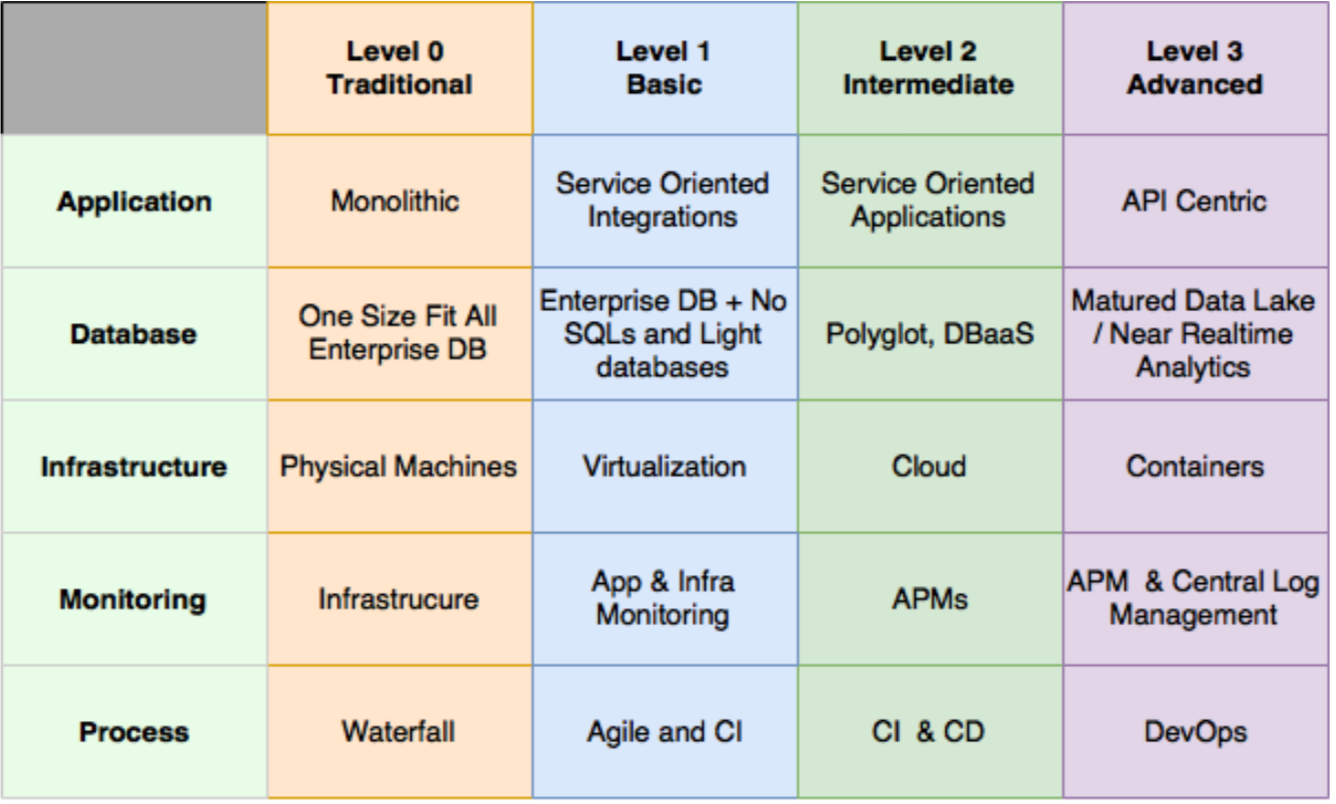 Level 0
Traditional
Level 1
Basic
Level 2
Intermediate
Level 3
Advanced
Application
Monolithic
Service Oriented
Integrations
Service Oriented
Applications
API Centric
Database
One Size Fit All
Enterprise DB
Enterprise DB + No
SQLs and Light
databases
Polyglot, DBaaS
Matured Data Lake
/ Near Realtime
Analytics
Infrastructure
Physical Machines
Virtualization
Cloud
Containers
Monitoring
Infrastrucure
App & Infra
Monitoring
APMs
APM & Central Log
Management
Process
Waterfall
Agile and CI
CI & CD
DevOps